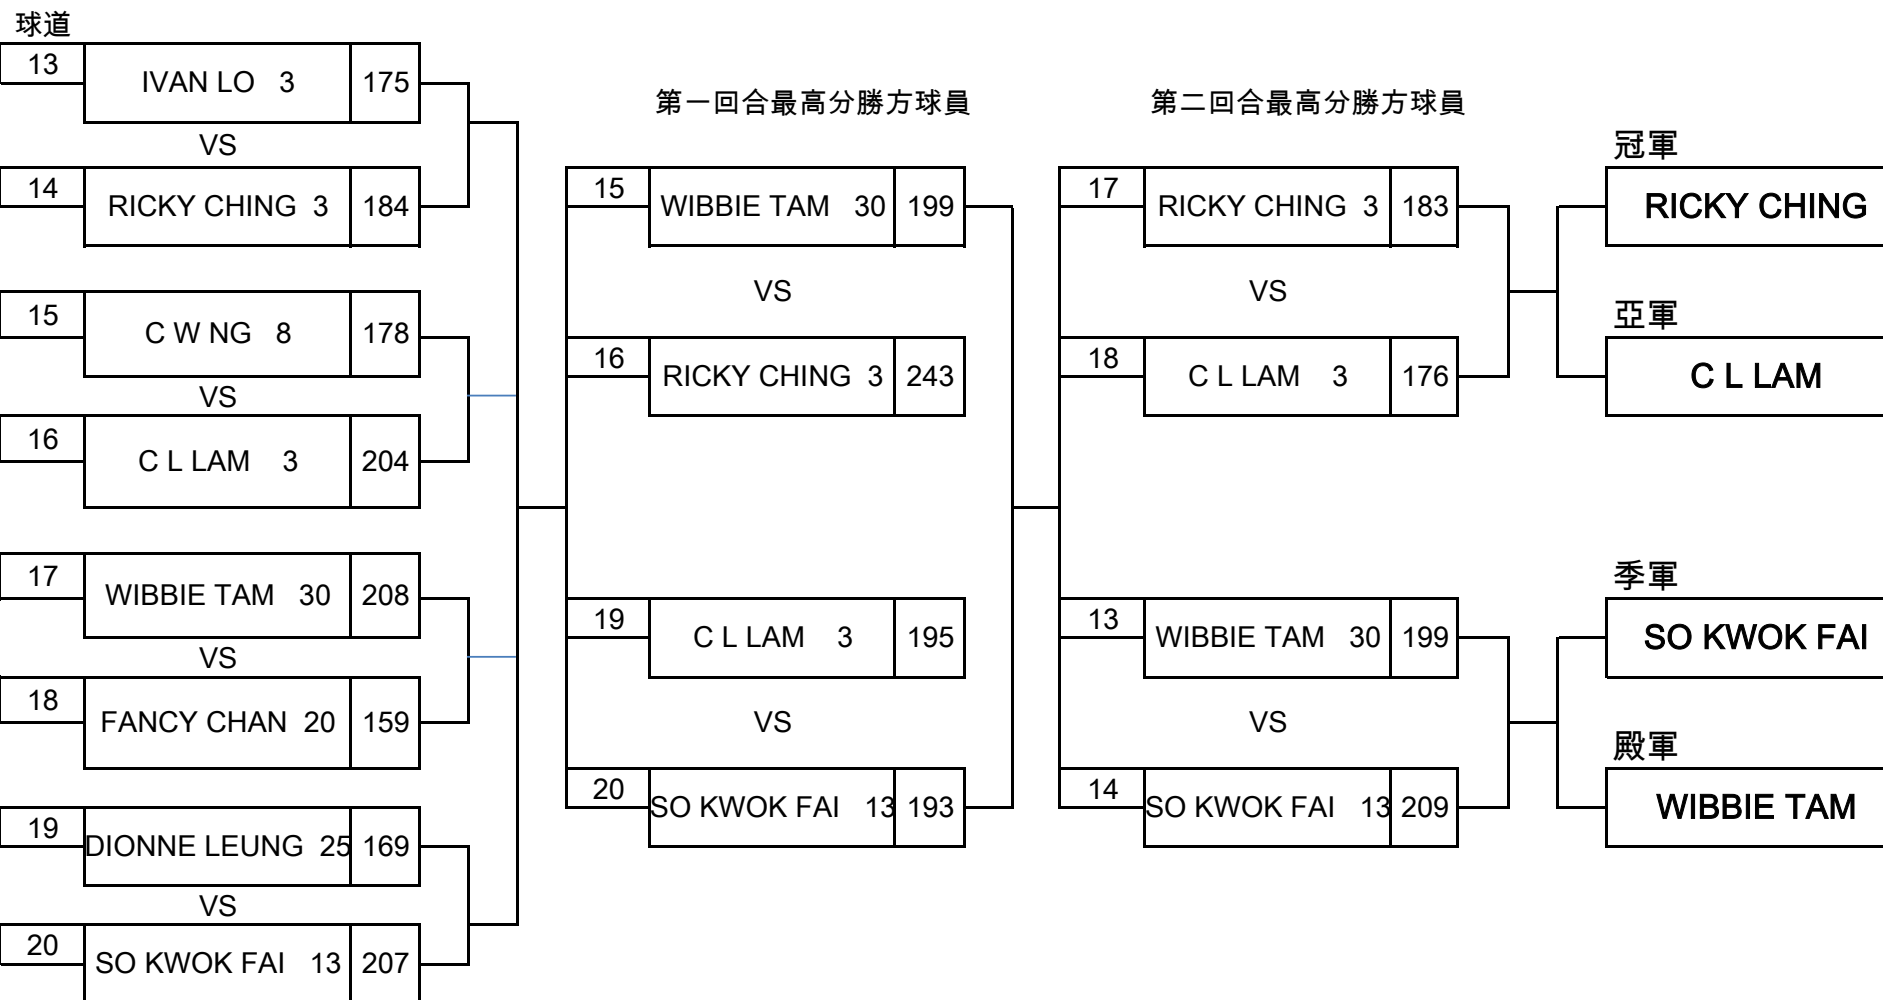 球道
13
IVAN LO 3 175
VS
14
RICKY CHING 3 184
15
C W NG 8 178
VS
16
C L LAM 3 204
17
WIBBIE TAM 30 208
VS
18
FANCY CHAN 20 159
19
DIONNE LEUNG 25 169
VS
20
SO KWOK FAI 13 207
第一回合最高分勝方球員
15
WIBBIE TAM 30 199
VS
16
RICKY CHING 3 243
19
C L LAM 3 195
VS
20
SO KWOK FAI 13 193
第二回合最高分勝方球員
17
RICKY CHING 3 183
VS
18
C L LAM 3 176
13
WIBBIE TAM 30 199
VS
14
SO KWOK FAI 13 209
冠軍
RICKY CHING
亞軍
C L LAM
季軍
SO KWOK FAI
殿軍
WIBBIE TAM